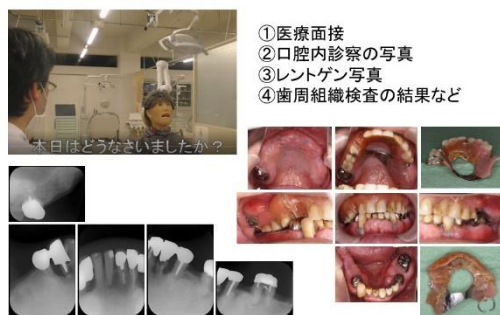 ①医療面接
②口腔内診察の写真
③レントゲン写真
④歯周組織検査の結果など
本日はどうなさいましたか？